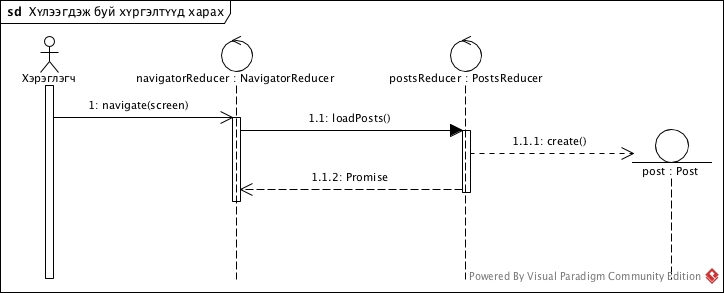 sd Хүлээгдэж буй хүргэлтүүд харах
Хэрэглэгч
navigatorReducer : NavigatorReducer
postsReducer : PostsReducer
1: navigate(screen)
1.1: loadPosts()
1.1.1: create()
post : Post
1.1.2: Promise
Powered By Visual Paradigm Community Edition